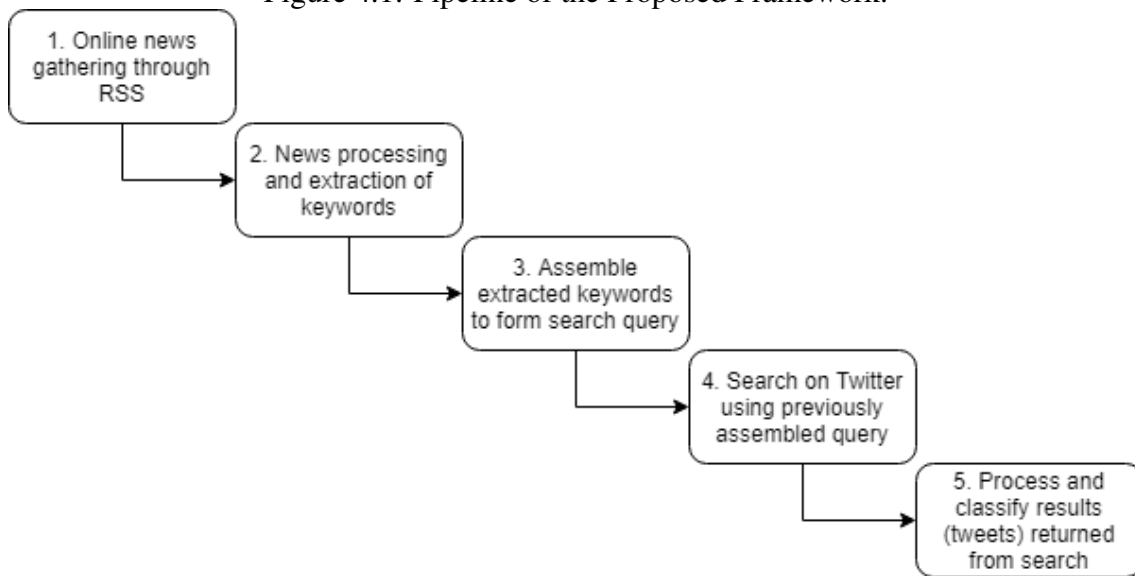 Figure 4.1: Pipeline of the Proposed Framework.
1. Online news
gathering through
RSS
2. News processing
and extraction of
keywords
3. Assemble
extracted keywords
to form search query
4. Search on Twitter
using previously
assembled query
5. Process and
classify results
(tweets) returned
from search